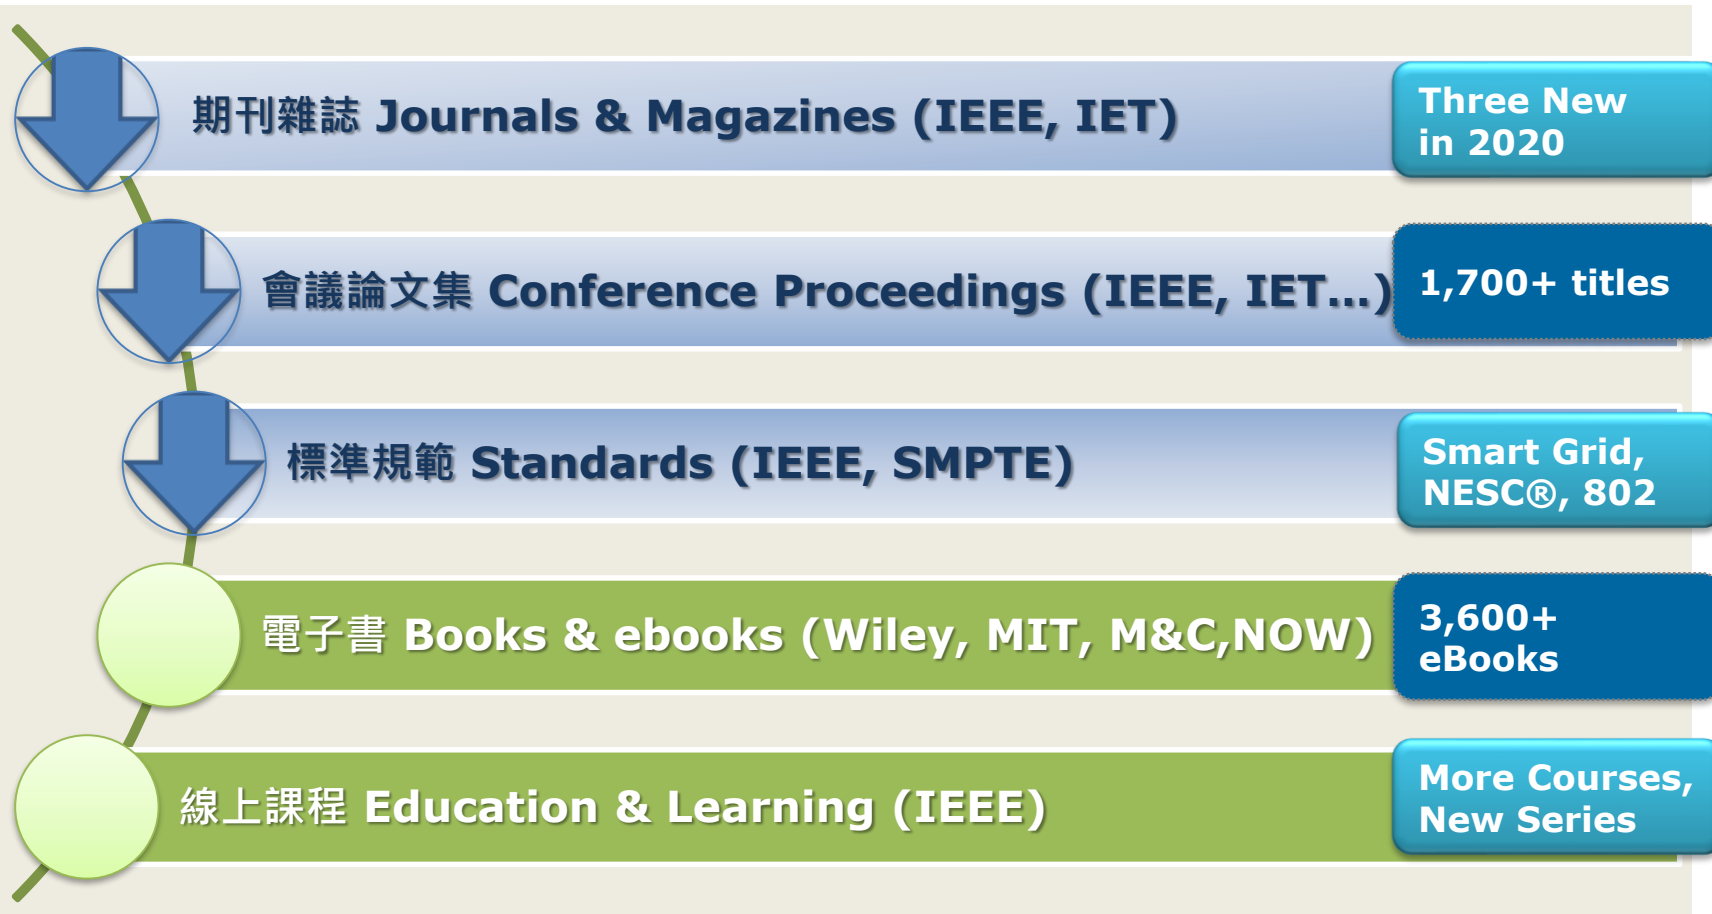 期刊雜誌 Journals & Magazines (IEEE, IET)
Three New
in 2020
會議論文集 Conference Proceedings (IEEE, IET...)
1,700+ titles
標準規範 Standards (IEEE, SMPTE)
Smart Grid,
NESC®, 802
電子書 Books & ebooks (Wiley, MIT, M&C,NOW)
3,600+
eBooks
線上課程 Education & Learning (IEEE)
More Courses,
New Series